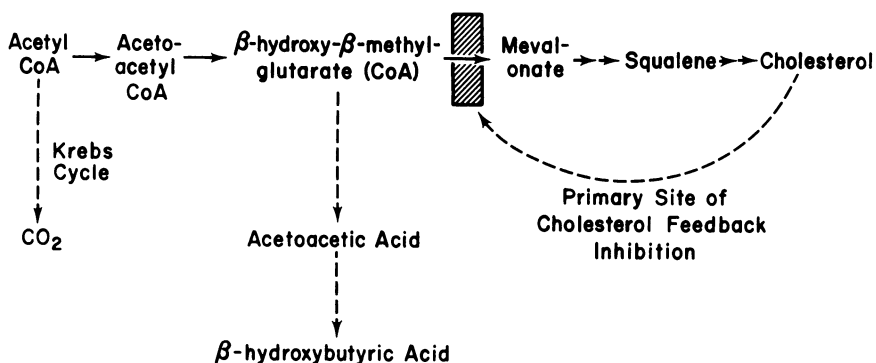 Acetyl
CoA
Aceto-
acetyl
CoA
β-hydroxy-β-methyl-
glutarate (CoA)
Meval-
onate
Squalene
Cholesterol
Krebs
Cycle
CO₂
Acetoacetic Acid
β-hydroxybutyric Acid
Primary Site of
Cholesterol Feedback
Inhibition